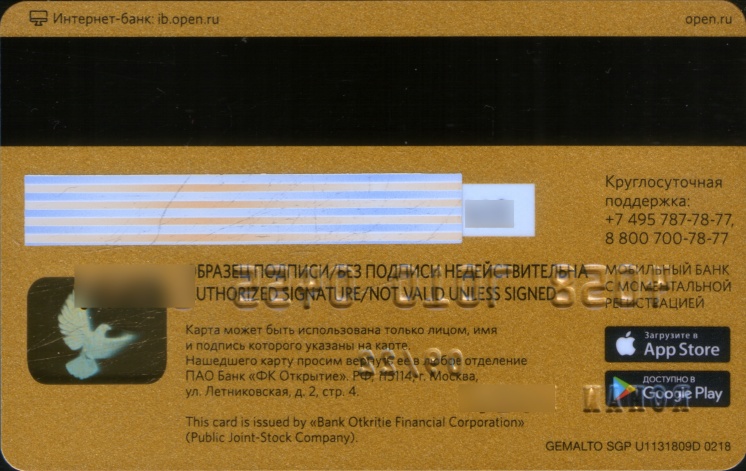 Интернет-банк: ib.open.ru
open.ru
Круглосуточная
поддержка:
+7 495 787-78-77,
8 800 700-78-77
ОБРАЗЕЦ ПОДПИСИ/БЕЗ ПОДПИСИ НЕДЕЙСТВИТЕЛЬНА
AUTHORIZED SIGNATURE/NOT VALID UNLESS SIGNED
МОБИЛЬНЫЙ БАНК
С МОМЕНТАЛЬНОЙ
РЕГИСТРАЦИЕЙ
Карта может быть использована только лицом, имя
и подпись которого указаны на карте.
Нашедшего карту просим вернуть ее в любое отделение
ПАО Банк «ФК Открытие». РФ, 115114, г. Москва,
ул. Летниковская, д. 2, стр. 4.
Загрузите в
App Store
ДОСТУПНО В
Google Play
This card is issued by «Bank Otkritie Financial Corporation»
(Public Joint-Stock Company).
GEMALTO SGP U1131809D 0218